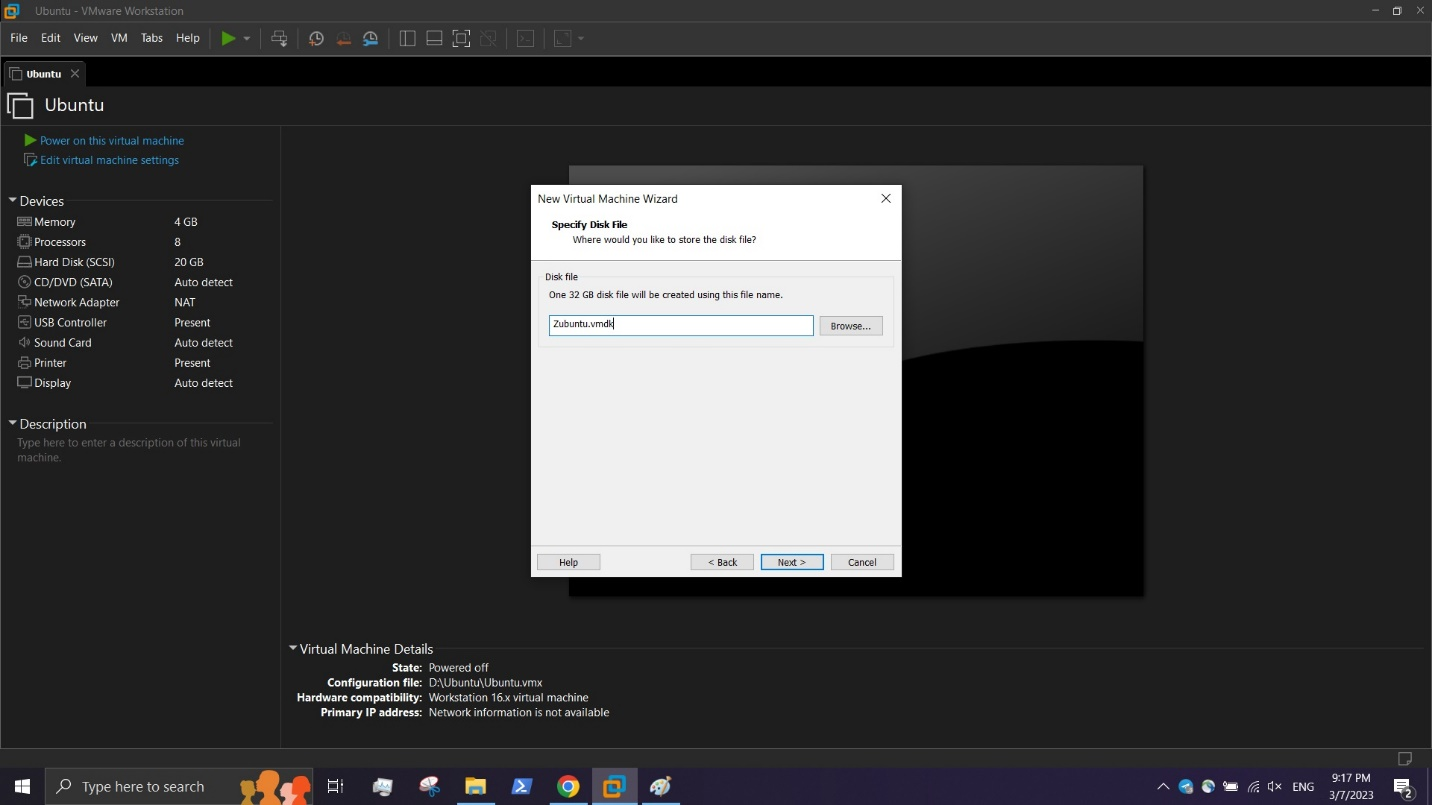 Ubuntu - VMware Workstation
File Edit View VM Tabs Help
Ubuntu
Ubuntu
Power on this virtual machine
Edit virtual machine settings
Devices
Memory 4 GB
Processors 8
Hard Disk (SCSI) 20 GB
CD/DVD (SATA) Auto detect
Network Adapter NAT
USB Controller Present
Sound Card Auto detect
Printer Present
Display Auto detect
Description
Type here to enter a description of this virtual
machine.
New Virtual Machine Wizard
Specify Disk File
Where would you like to store the disk file?
Disk file
One 32 GB disk file will be created using this file name.
Zubuntu.vmdk
Browse...
Help < Back Next > Cancel
Virtual Machine Details
State: Powered off
Configuration file: D:\Ubuntu\Ubuntu.vmx
Hardware compatibility: Workstation 16.x virtual machine
Primary IP address: Network information is not available
Type here to search
ENG
9:17 PM
3/7/2023
2